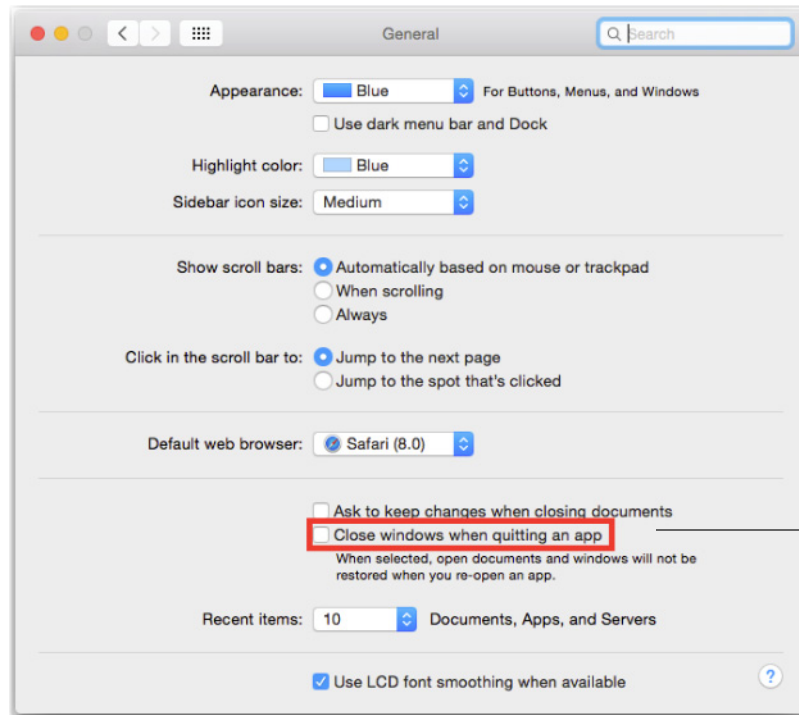 General
Search
Appearance: Blue For Buttons, Menus, and Windows
Use dark menu bar and Dock
Highlight color: Blue
Sidebar icon size: Medium
Show scroll bars: Automatically based on mouse or trackpad
When scrolling
Always
Click in the scroll bar to: Jump to the next page
Jump to the spot that's clicked
Default web browser: Safari (8.0)
Ask to keep changes when closing documents
Close windows when quitting an app
When selected, open documents and windows will not be
restored when you re-open an app.
Recent items: 10 Documents, Apps, and Servers
Use LCD font smoothing when available
?